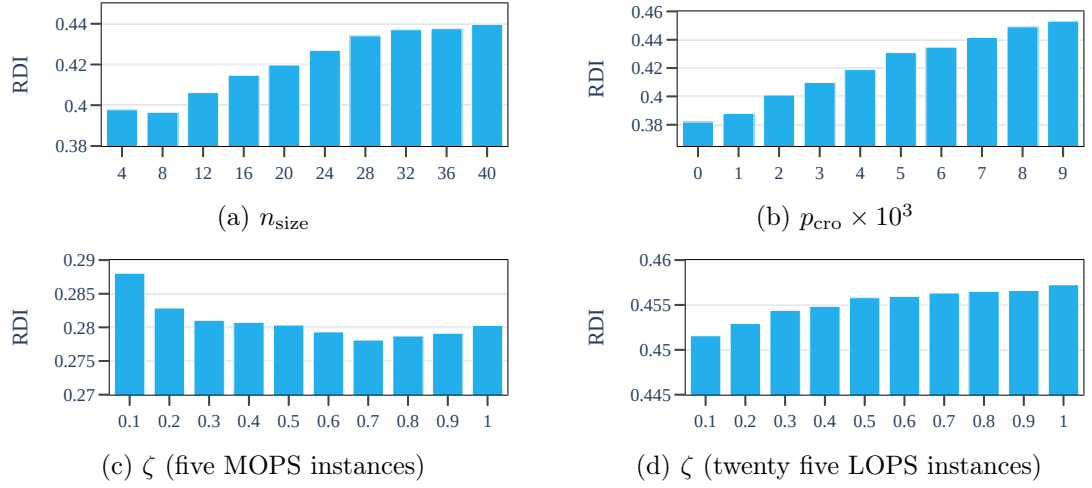 RDI
0.44
0.42
0.4
0.38
4 8 12 16 20 24 28 32 36 40
(a) n_size
RDI
0.46
0.44
0.42
0.4
0.38
0 1 2 3 4 5 6 7 8 9
(b) p_cro × 10³
RDI
0.29
0.285
0.28
0.275
0.27
0.1 0.2 0.3 0.4 0.5 0.6 0.7 0.8 0.9 1
(c) ζ (five MOPS instances)
RDI
0.46
0.455
0.45
0.445
0.1 0.2 0.3 0.4 0.5 0.6 0.7 0.8 0.9 1
(d) ζ (twenty five LOPS instances)